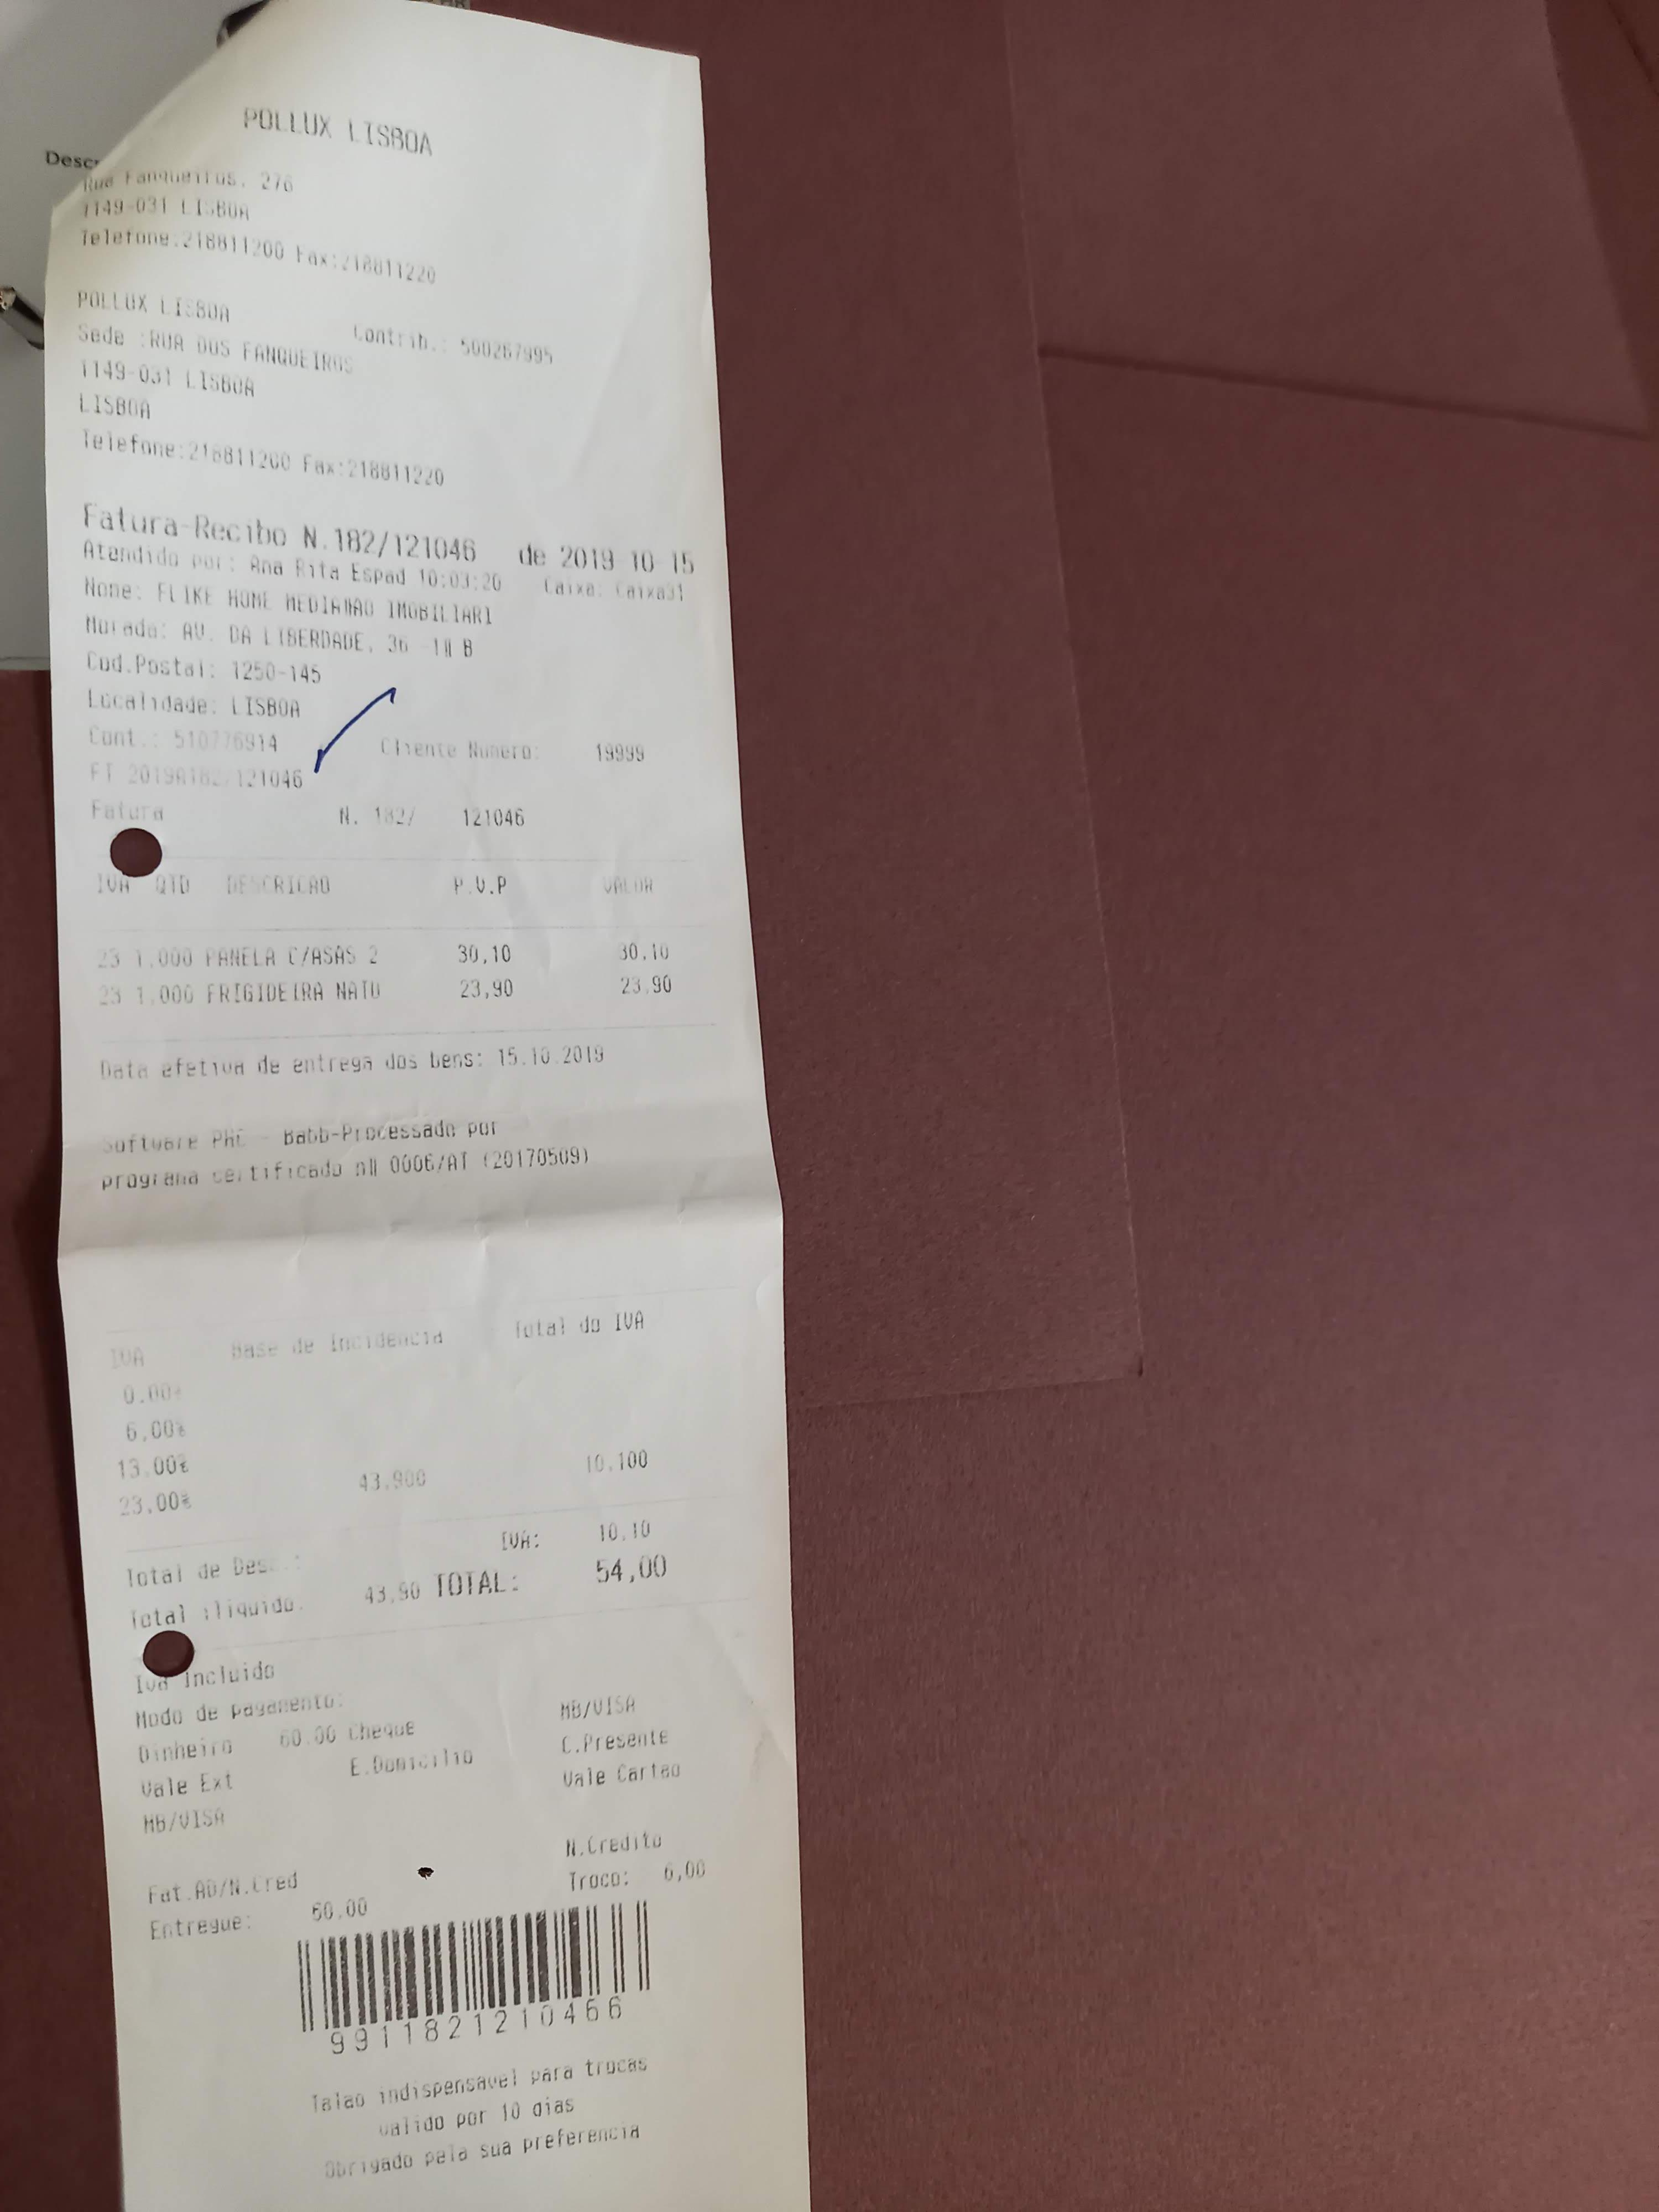 Desc
POLLUX LISBOA
Rua Fanqueiros, 276
1149-031 LISBOA
Telefone:218811200 Fax:218811220
POLLUX LISBOA
Contrib.: 500267995
Sede :RUA DOS FANQUEIROS
1149-031 LISBOA
LISBOA
Telefone:218811200 Fax:218811220
Fatura-Recibo N.182/121046 de 2019-10-15
Atendido por: Ana Rita Espad 10:03:20 Caixa: Caixa31
Nome: FLIKE HOME MEDIAÇAO IMOBILIARI
Morada: AV. DA LIBERDADE, 36 -1 B
Cod.Postal: 1250-145
Localidade: LISBOA
Cont.: 510776914 Cliente Numero: 19999
FT 2019A182/121046
Fatura N. 182/ 121046
IVA QTD DESCRICAO P.V.P VALOR
23 1.000 PANELA C/ASAS 2 30,10 30,10
23 1.000 FRIGIDEIRA NATU 23,90 23,90
Data efetiva de entrega dos bens: 15.10.2019
Software PHC - BaDb-Processado por
programa certificado n 0006/AT (20170509)
IVA Base de Incidencia Total do IVA
0.00%
6,00%
13,00%
23,00% 43,900 10,100
IVA: 10,10
Total de Des.:
Total iliquido: 43,90 TOTAL: 54,00
Iva Incluido
Modo de pagamento:
Dinheiro 60.00 Cheque MB/VISA
Vale Ext E.Domicilio C.Presente
MB/VISA Vale Cartao
Fat.AD/N.Cred N.Credito
Entregue: 60.00 Troco: 6,00
9911821210466
Talao indispensavel para trocas
valido por 10 dias
Obrigado pela sua preferencia